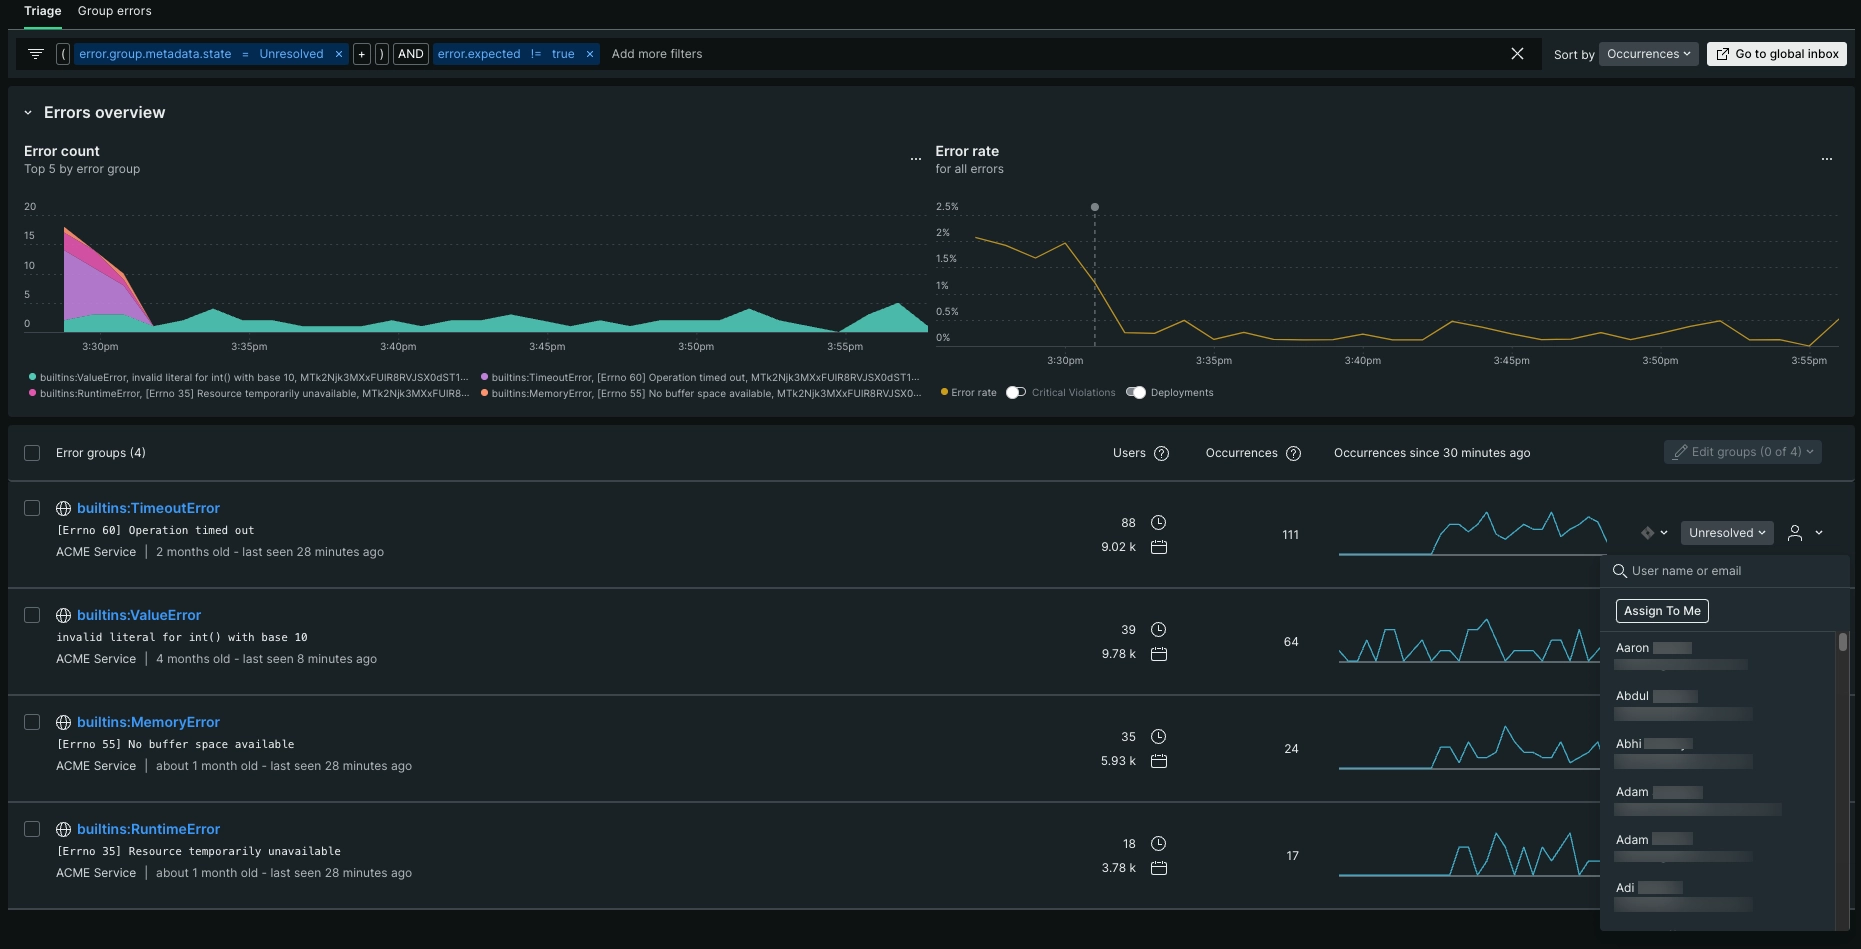 Triage Group errors
( error.group.metadata.state = Unresolved × + ) AND error.expected != true × Add more filters
Sort by Occurrences Go to global inbox
Errors overview
Error count
Top 5 by error group
20
15
10
5
0
3:30pm 3:35pm 3:40pm 3:45pm 3:50pm 3:55pm
builtins:ValueError, invalid literal for int() with base 10, MTk2Njk3MXxFUlR8RVJSX0dST1...
builtins:TimeoutError, [Errno 60] Operation timed out, MTk2Njk3MXxFUlR8RVJSX0dST1...
builtins:RuntimeError, [Errno 35] Resource temporarily unavailable, MTk2Njk3MXxFUlR8...
builtins:MemoryError, [Errno 55] No buffer space available, MTk2Njk3MXxFUlR8RVJSX0...
Error rate
for all errors
2.5%
2%
1.5%
1%
0.5%
0%
3:30pm 3:35pm 3:40pm 3:45pm 3:50pm 3:55pm
Error rate Critical Violations Deployments
Error groups (4) Users ? Occurrences ? Occurrences since 30 minutes ago Edit groups (0 of 4)
builtins:TimeoutError
[Errno 60] Operation timed out
ACME Service | 2 months old - last seen 28 minutes ago
88
9.02 k
111
Unresolved
builtins:ValueError
invalid literal for int() with base 10
ACME Service | 4 months old - last seen 8 minutes ago
39
9.78 k
64
builtins:MemoryError
[Errno 55] No buffer space available
ACME Service | about 1 month old - last seen 28 minutes ago
35
5.93 k
24
builtins:RuntimeError
[Errno 35] Resource temporarily unavailable
ACME Service | about 1 month old - last seen 28 minutes ago
18
3.78 k
17
User name or email
Assign To Me
Aaron
Abdul
Abhi
Adam
Adam
Adi